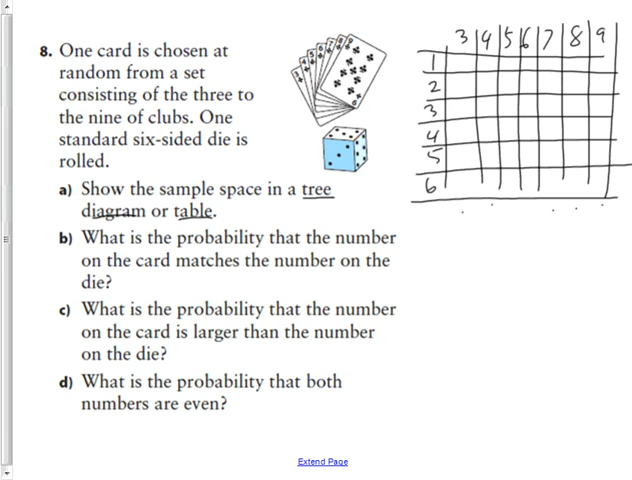 8. One card is chosen at
random from a set
consisting of the three to
the nine of clubs. One
standard six-sided die is
rolled.
a) Show the sample space in a tree
diagram or table.
b) What is the probability that the number
on the card matches the number on the
die?
c) What is the probability that the number
on the card is larger than the number
on the die?
d) What is the probability that both
numbers are even?
3 4 5 6 7 8 9
1
2
3
4
5
6
Extend Page